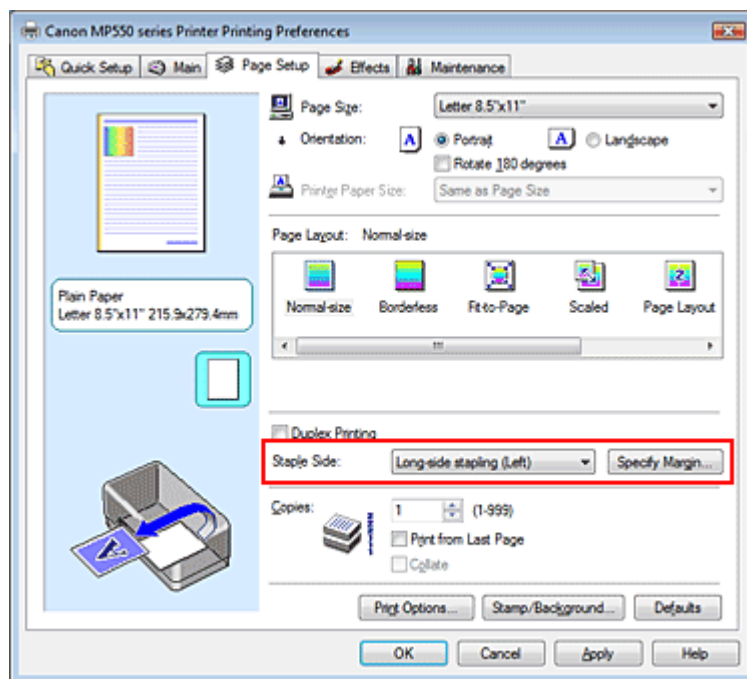 Canon MP550 series Printer Printing Preferences
Quick Setup Main Page Setup Effects Maintenance
Page Size: Letter 8.5"x11"
Orientation: A Portrait A Landscape
Rotate 180 degrees
Printer Paper Size: Same as Page Size
Page Layout: Normal-size
Normal-size Borderless Fit-to-Page Scaled Page Layout
Plain Paper
Letter 8.5"x11" 215.9x279.4mm
Duplex Printing
Staple Side: Long-side stapling (Left) Specify Margin...
Copies: 1 (1-999)
Print from Last Page
Collate
Print Options... Stamp/Background... Defaults
OK Cancel Apply Help